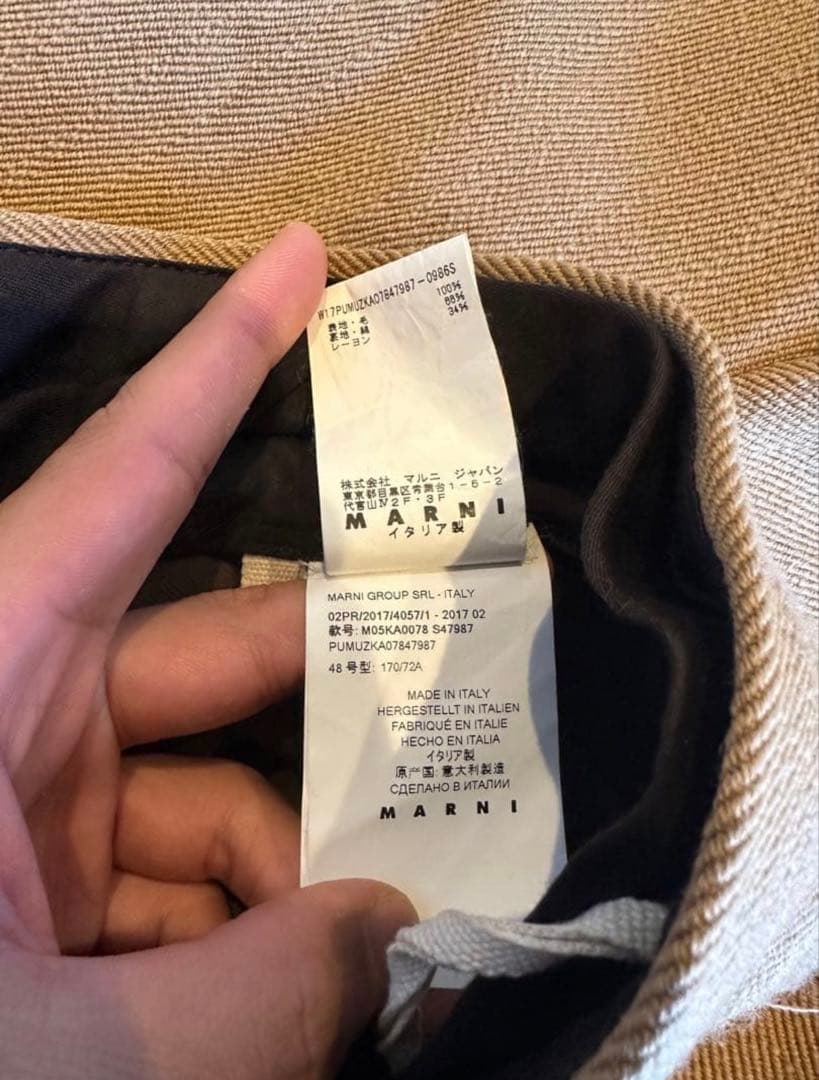 W17PUMUZKA07847987-0986S
表地・毛 100%
裏地・綿 66%
レーヨン 34%
株式会社 マルニ ジャパン
東京都目黒区青葉台1-5-2
代官山Ⅳ2F・3F
MARNI
イタリア製
MARNI GROUP SRL - ITALY
02PR/2017/4057/1 - 2017 02
款号: M05KA0078 S47987
PUMUZKA07847987
48 号型: 170/72A
MADE IN ITALY
HERGESTELLT IN ITALIEN
FABRIQUÉ EN ITALIE
HECHO EN ITALIA
イタリア製
原产国: 意大利製造
СДЕЛАНО В ИТАЛИИ
MARNI